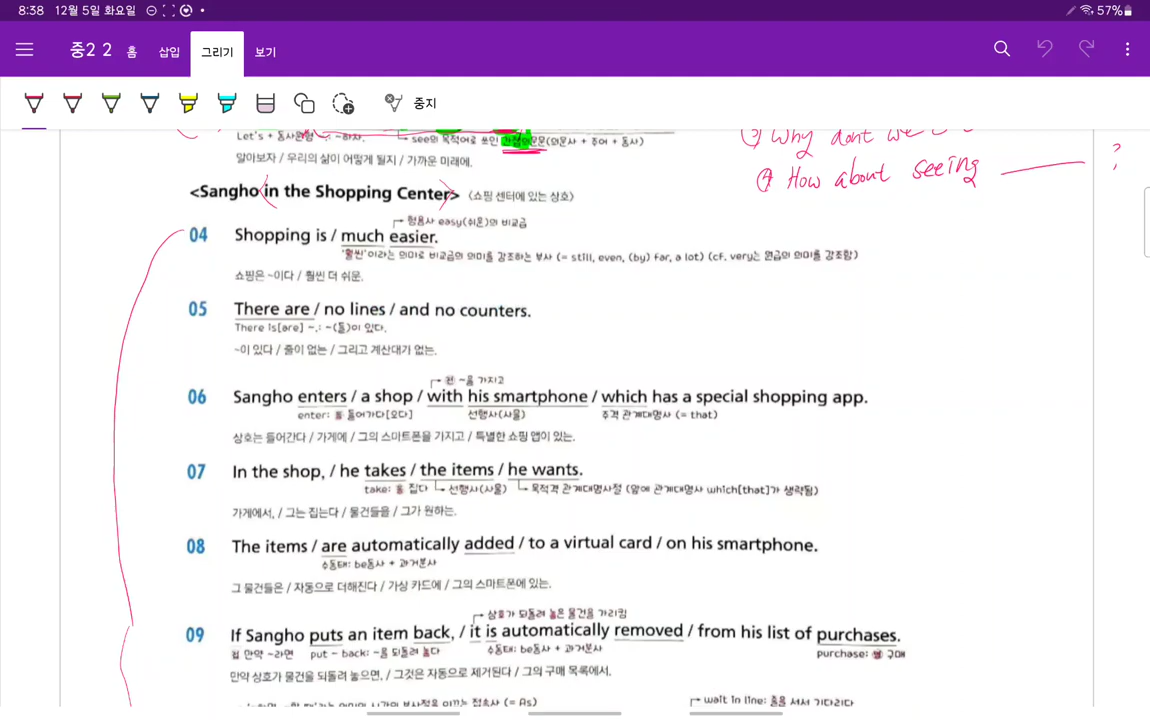 8:38 12월 5일 화요일 57%
중2 2 홈 삽입 그리기 보기
중지
Let's + 동사원형 ~: ~하자. see의 목적어로 쓰인 간접의문문(의문사 + 주어 + 동사)
③ Why dont we
알아보자 / 우리의 삶이 어떻게 될지 / 가까운 미래에.
④ How about seeing ?
<Sangho in the Shopping Center> 〈쇼핑 센터에 있는 상호〉
형용사 easy(쉬운)의 비교급
04 Shopping is / much easier.
'훨씬'이라는 의미로 비교급의 의미를 강조하는 부사 (= still, even, (by) far, a lot) (cf. very는 원급의 의미를 강조함)
쇼핑은 ~이다 / 훨씬 더 쉬운.
05 There are / no lines / and no counters.
There is[are] ~.: ~(들)이 있다.
~이 있다 / 줄이 없는 / 그리고 계산대가 없는.
전 ~을 가지고
06 Sangho enters / a shop / with his smartphone / which has a special shopping app.
enter: 동 들어가다[오다] 선행사(사물) 주격 관계대명사 (= that)
상호는 들어간다 / 가게에 / 그의 스마트폰을 가지고 / 특별한 쇼핑 앱이 있는.
07 In the shop, / he takes / the items / he wants.
take: 동 집다 선행사(사물) 목적격 관계대명사절 (앞에 관계대명사 which[that]가 생략됨)
가게에서, / 그는 집는다 / 물건들을 / 그가 원하는.
08 The items / are automatically added / to a virtual card / on his smartphone.
수동태: be동사 + 과거분사
그 물건들은 / 자동으로 더해진다 / 가상 카드에 / 그의 스마트폰에 있는.
상호가 되돌려 놓은 물건을 가리킴
09 If Sangho puts an item back, / it is automatically removed / from his list of purchases.
접 만약 ~라면 put ~ back: ~을 되돌려 놓다 수동태: be동사 + 과거분사 purchase: 명 구매
만약 상호가 물건을 되돌려 놓으면, / 그것은 자동으로 제거된다 / 그의 구매 목록에서.
접속사 (= As) wait in line: 줄을 서서 기다리다